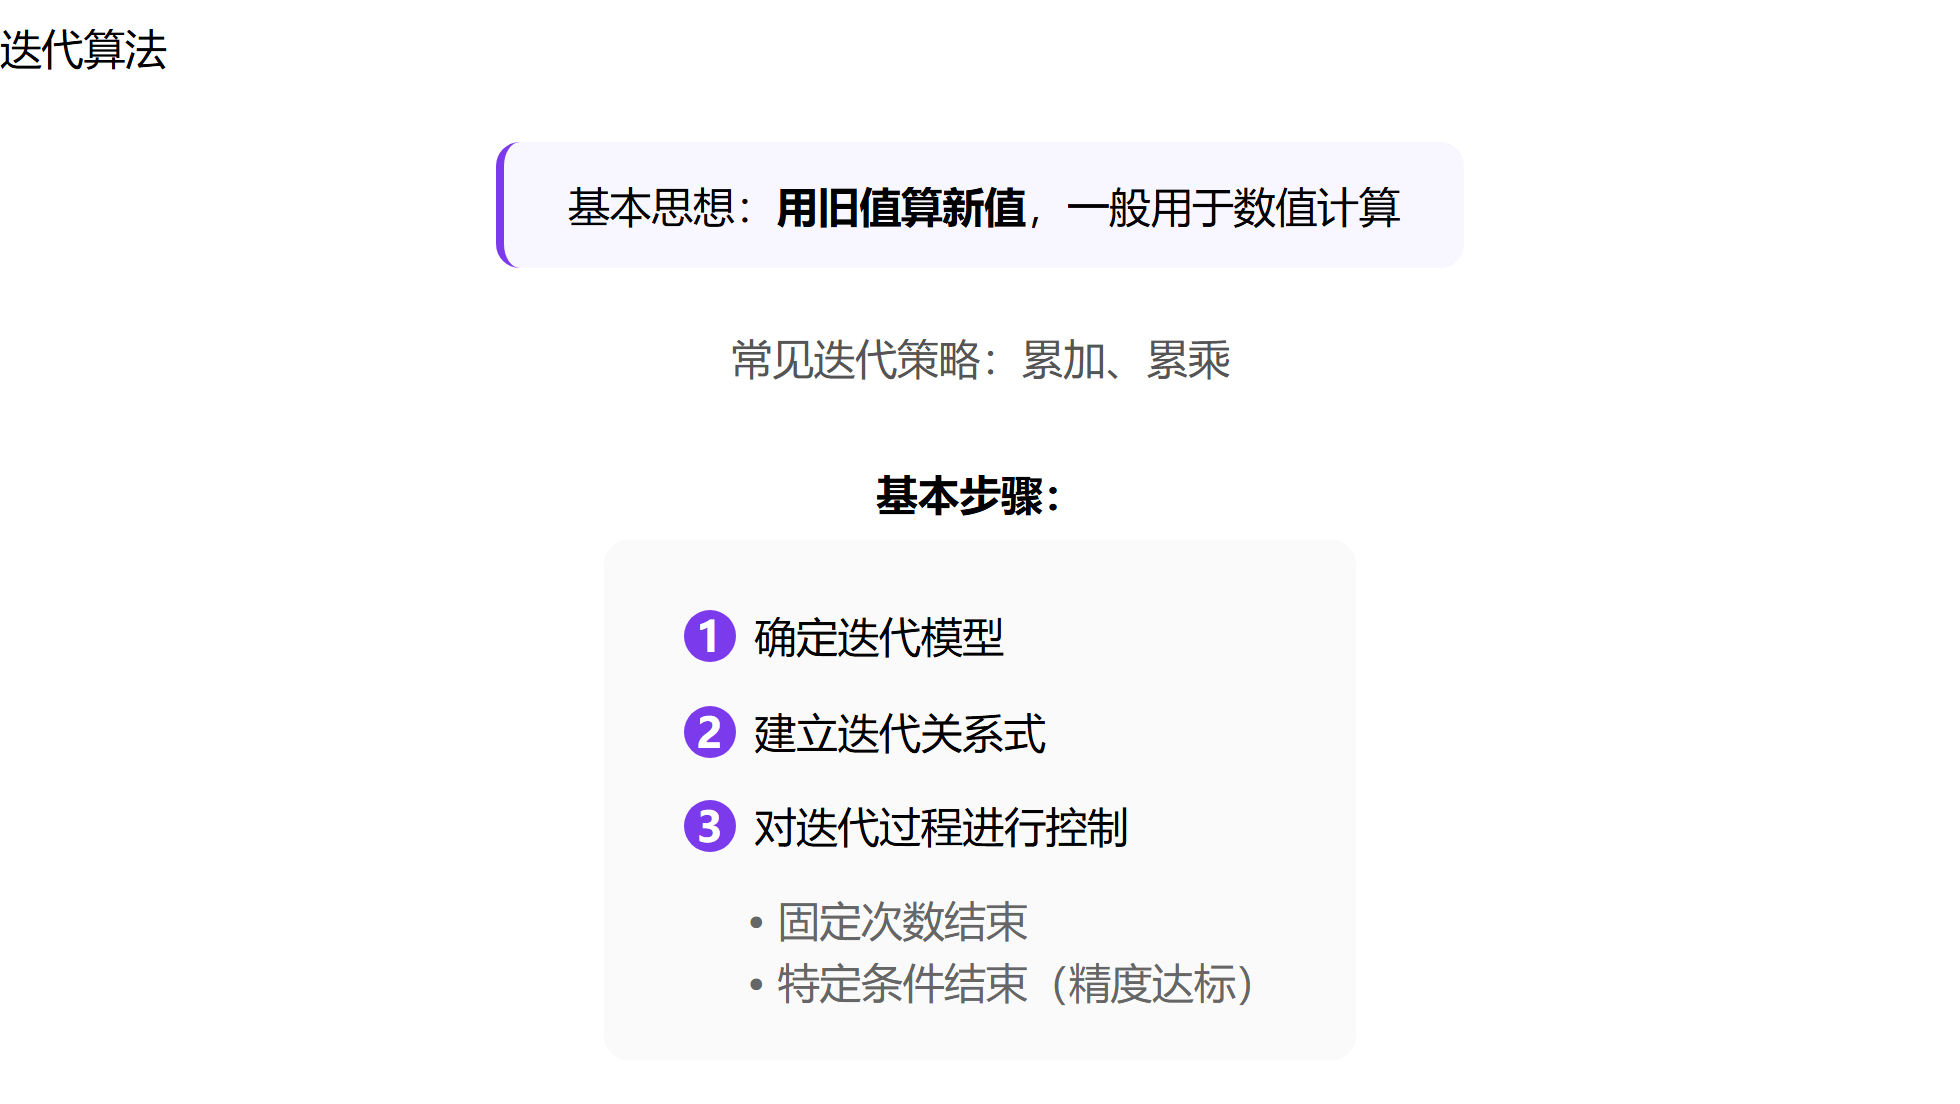 迭代算法
基本思想：用旧值算新值，一般用于数值计算
常见迭代策略：累加、累乘
基本步骤：
1 确定迭代模型
2 建立迭代关系式
3 对迭代过程进行控制
• 固定次数结束
• 特定条件结束（精度达标）